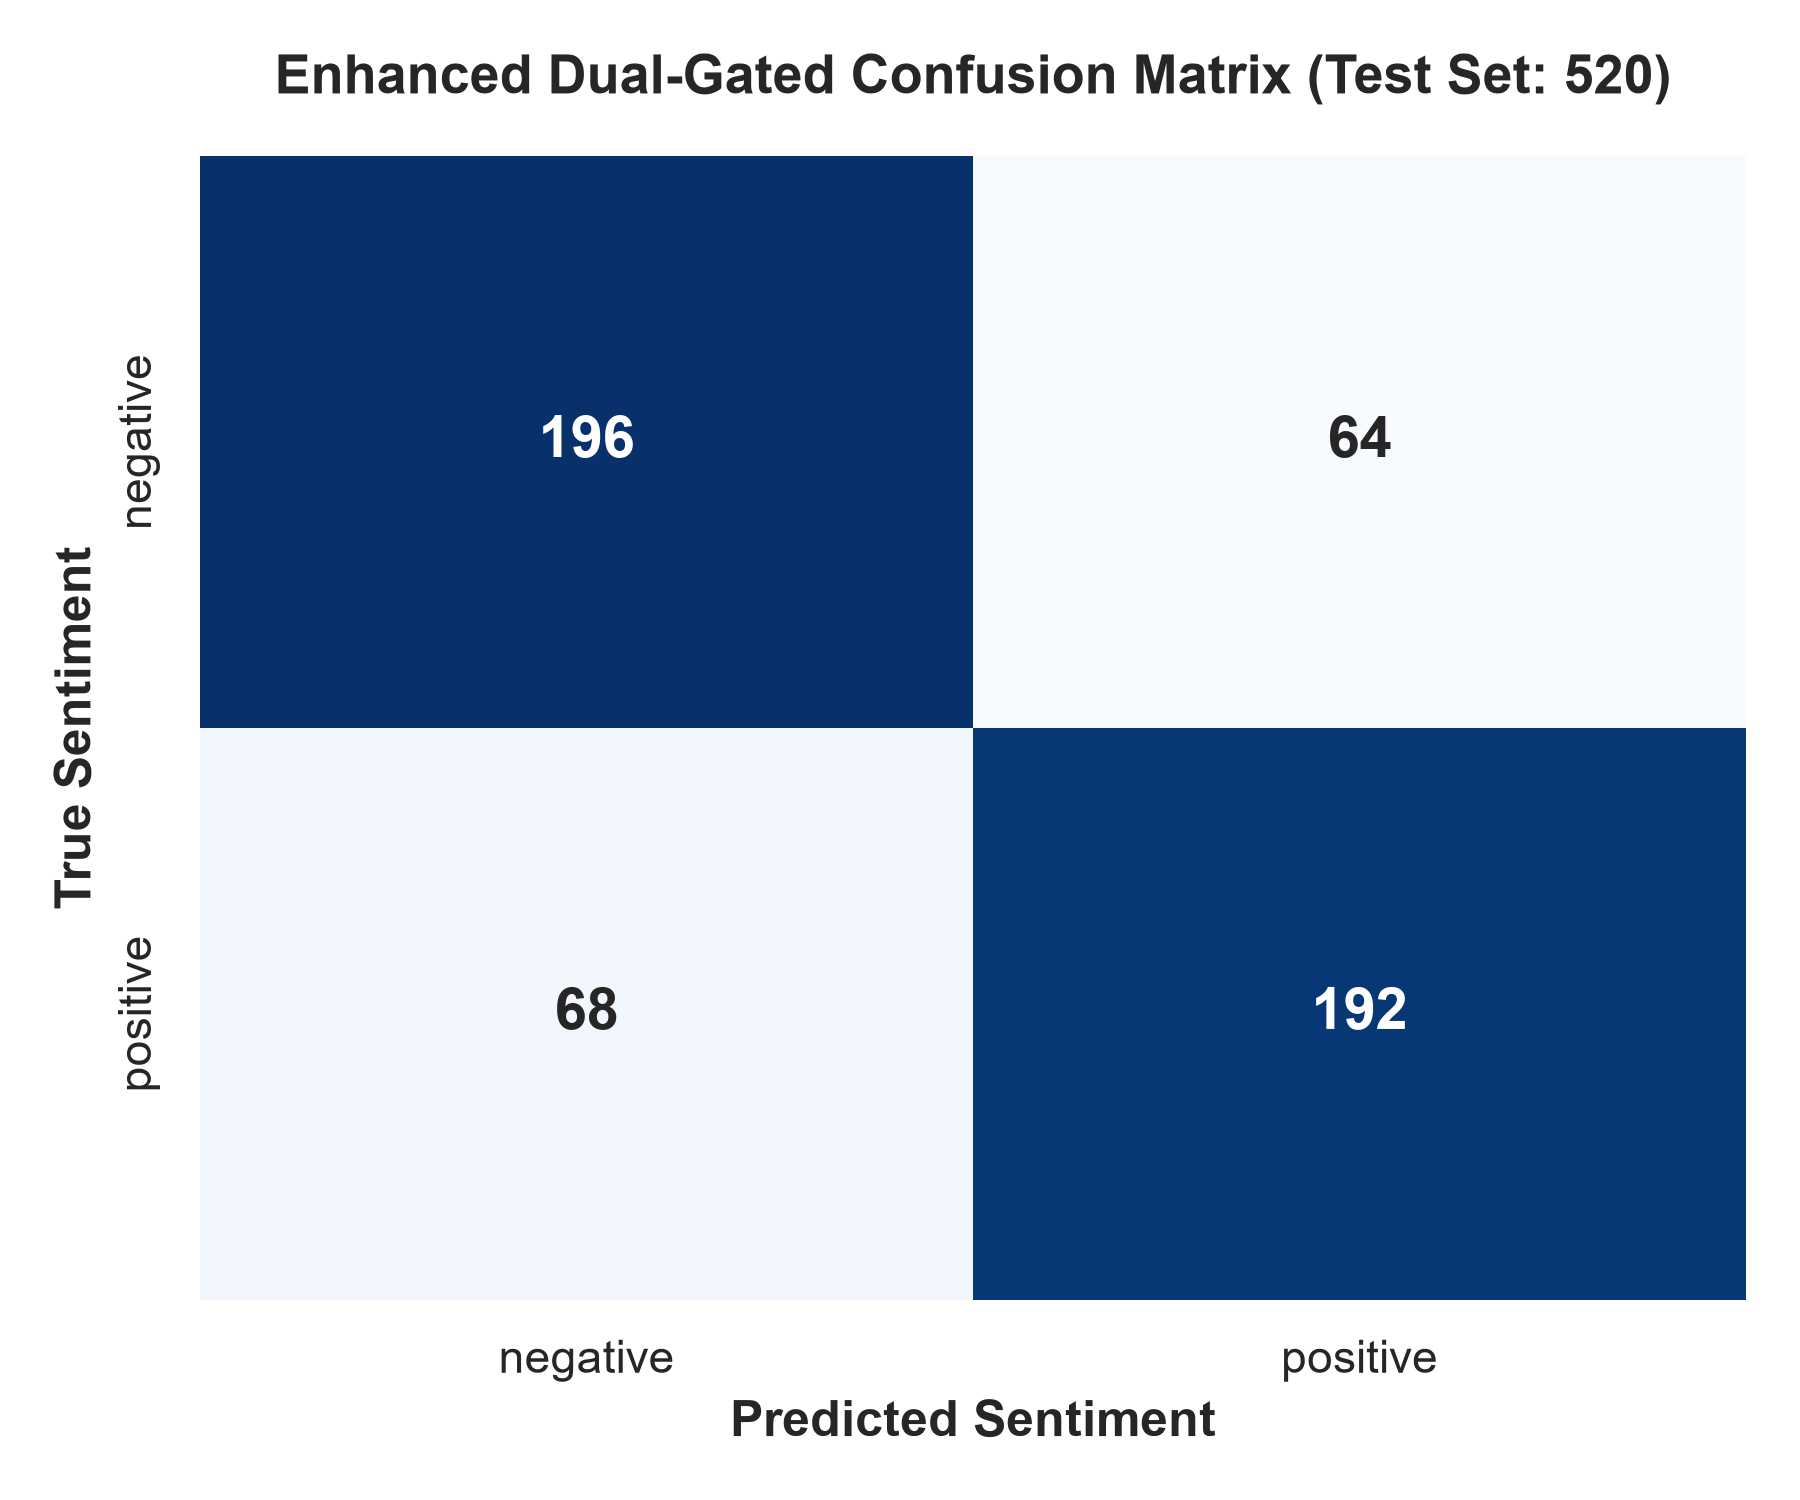 Enhanced Dual-Gated Confusion Matrix (Test Set: 520)
True Sentiment
negative
196
64
positive
68
192
negative
positive
Predicted Sentiment